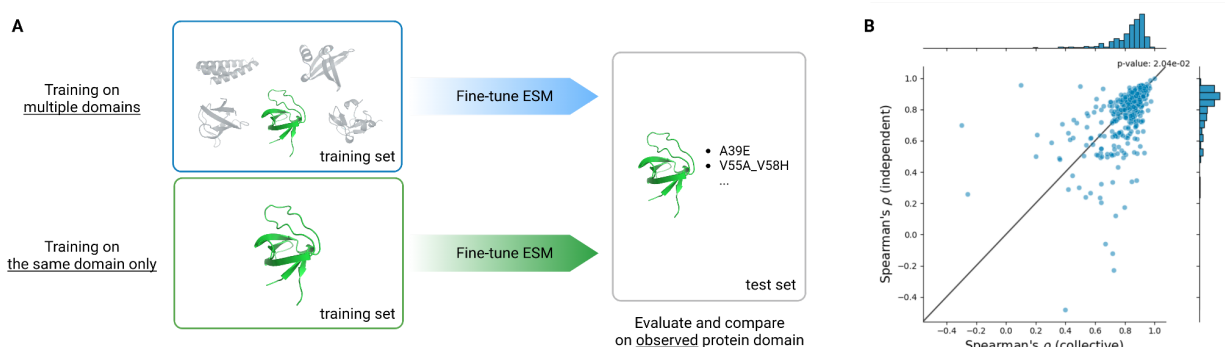 A
Training on
multiple domains
training set
Fine-tune ESM
Training on
the same domain only
training set
Fine-tune ESM
• A39E
• V55A_V58H
...
test set
Evaluate and compare
on observed protein domain
B
p-value: 2.04e-02
1.0
0.8
0.6
0.4
0.2
0.0
−0.2
−0.4
Spearman's ρ (independent)
−0.4 −0.2 0.0 0.2 0.4 0.6 0.8 1.0
Spearman's ρ (collective)